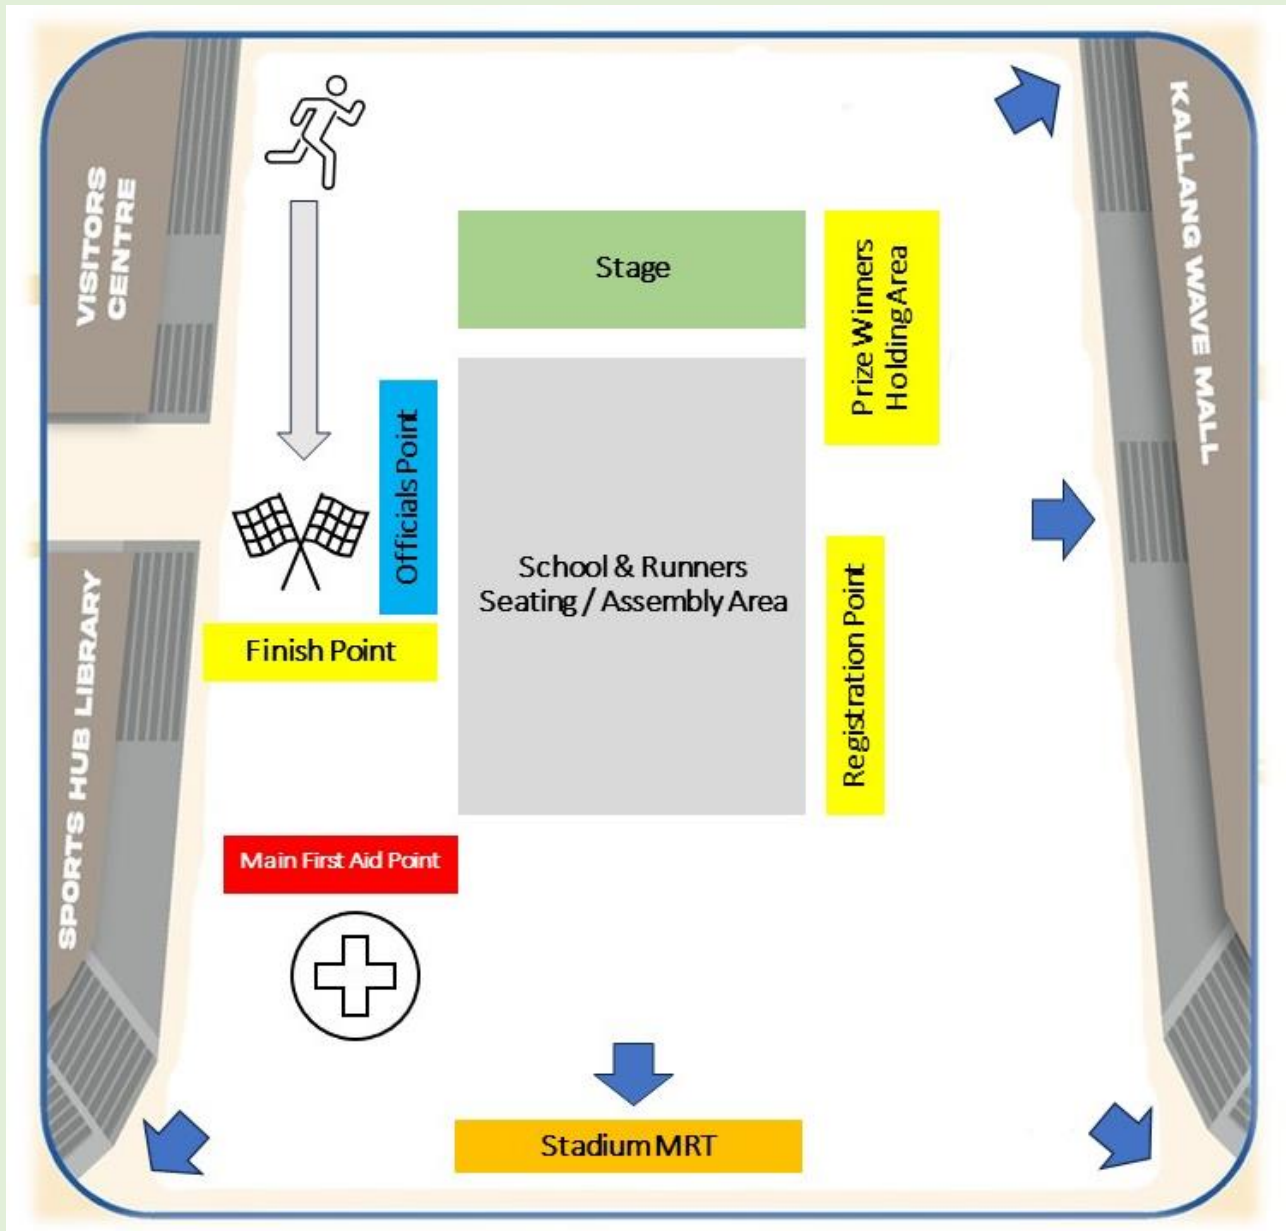 VISITORS
CENTRE
KALLANG WAVE MALL
Stage
Prize Winners
Holding Area
Officials Point
School & Runners
Seating / Assembly Area
Finish Point
Registration Point
SPORTS HUB LIBRARY
Main First Aid Point
Stadium MRT